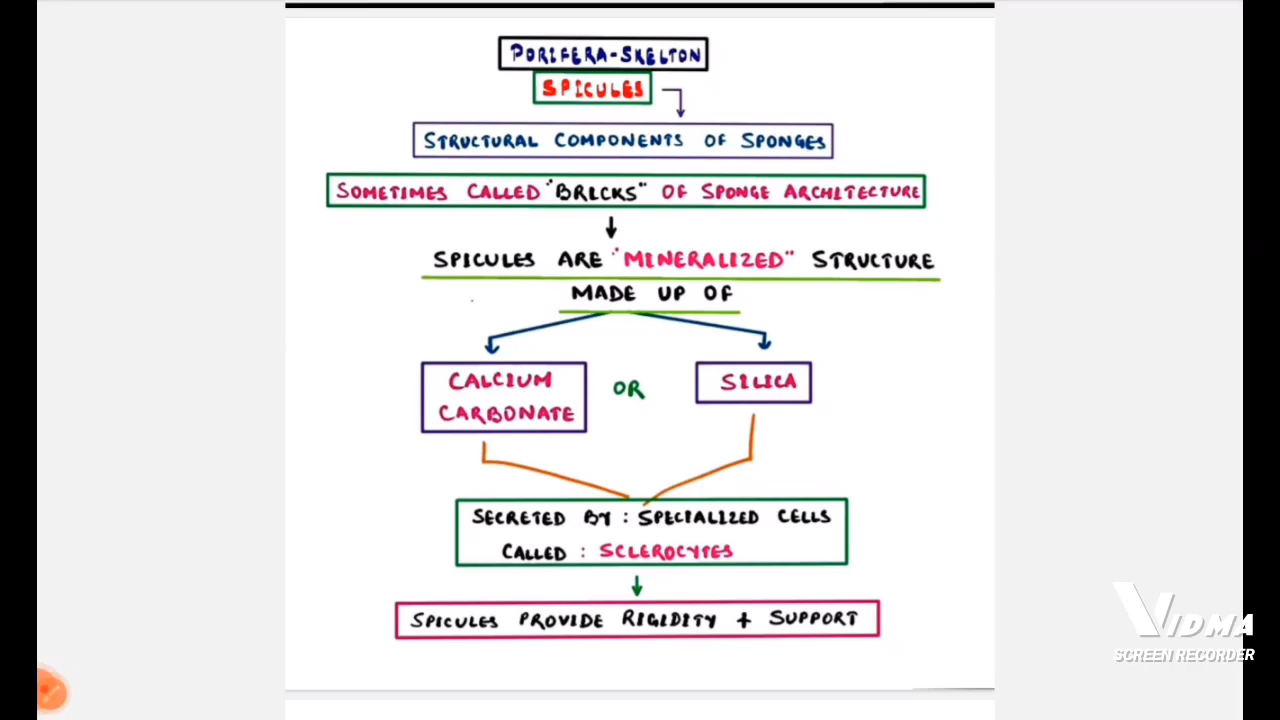 PORIFERA-SKELTON
SPICULES
STRUCTURAL COMPONENTS OF SPONGES
SOMETIMES CALLED "BRICKS" OF SPONGE ARCHITECTURE
SPICULES ARE "MINERALIZED" STRUCTURE
MADE UP OF
CALCIUM
CARBONATE
OR
SILICA
SECRETED BY : SPECIALIZED CELLS
CALLED : SCLEROCYTES
SPICULES PROVIDE RIGIDITY + SUPPORT
VIDMA
SCREEN RECORDER